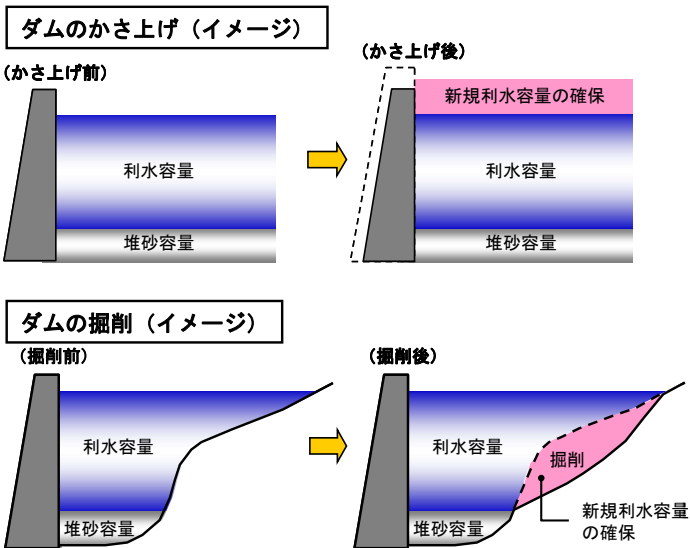 ダムのかさ上げ（イメージ）
（かさ上げ前）
（かさ上げ後）
新規利水容量の確保
利水容量
利水容量
堆砂容量
堆砂容量
ダムの掘削（イメージ）
（掘削前）
（掘削後）
利水容量
利水容量
掘削
堆砂容量
堆砂容量
新規利水容量
の確保